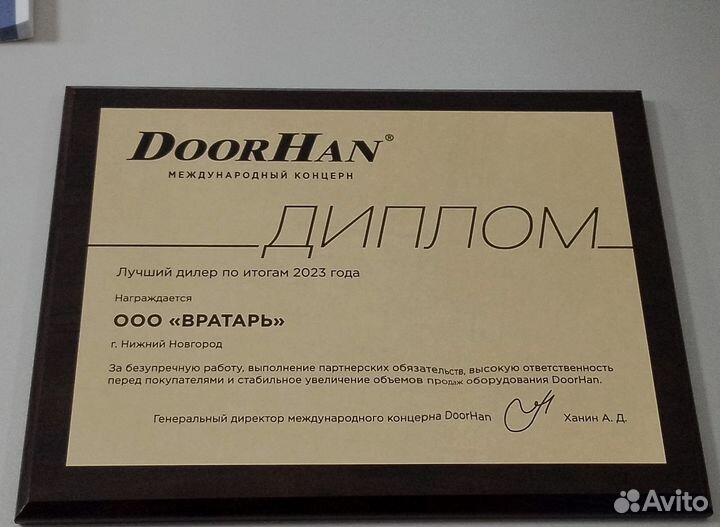 DOORHAN®
МЕЖДУНАРОДНЫЙ КОНЦЕРН
ДИПЛОМ
Лучший дилер по итогам 2023 года
Награждается
ООО «ВРАТАРЬ»
г. Нижний Новгород
За безупречную работу, выполнение партнерских обязательств, высокую ответственность
перед покупателями и стабильное увеличение объемов продаж оборудования DoorHan.
Генеральный директор международного концерна DoorHan Ханин А. Д.
Avito